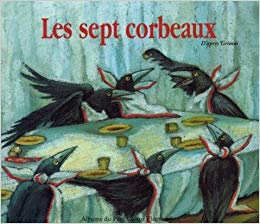 Les sept corbeaux
D'après Grimm
Albums du Père Castor Flammarion